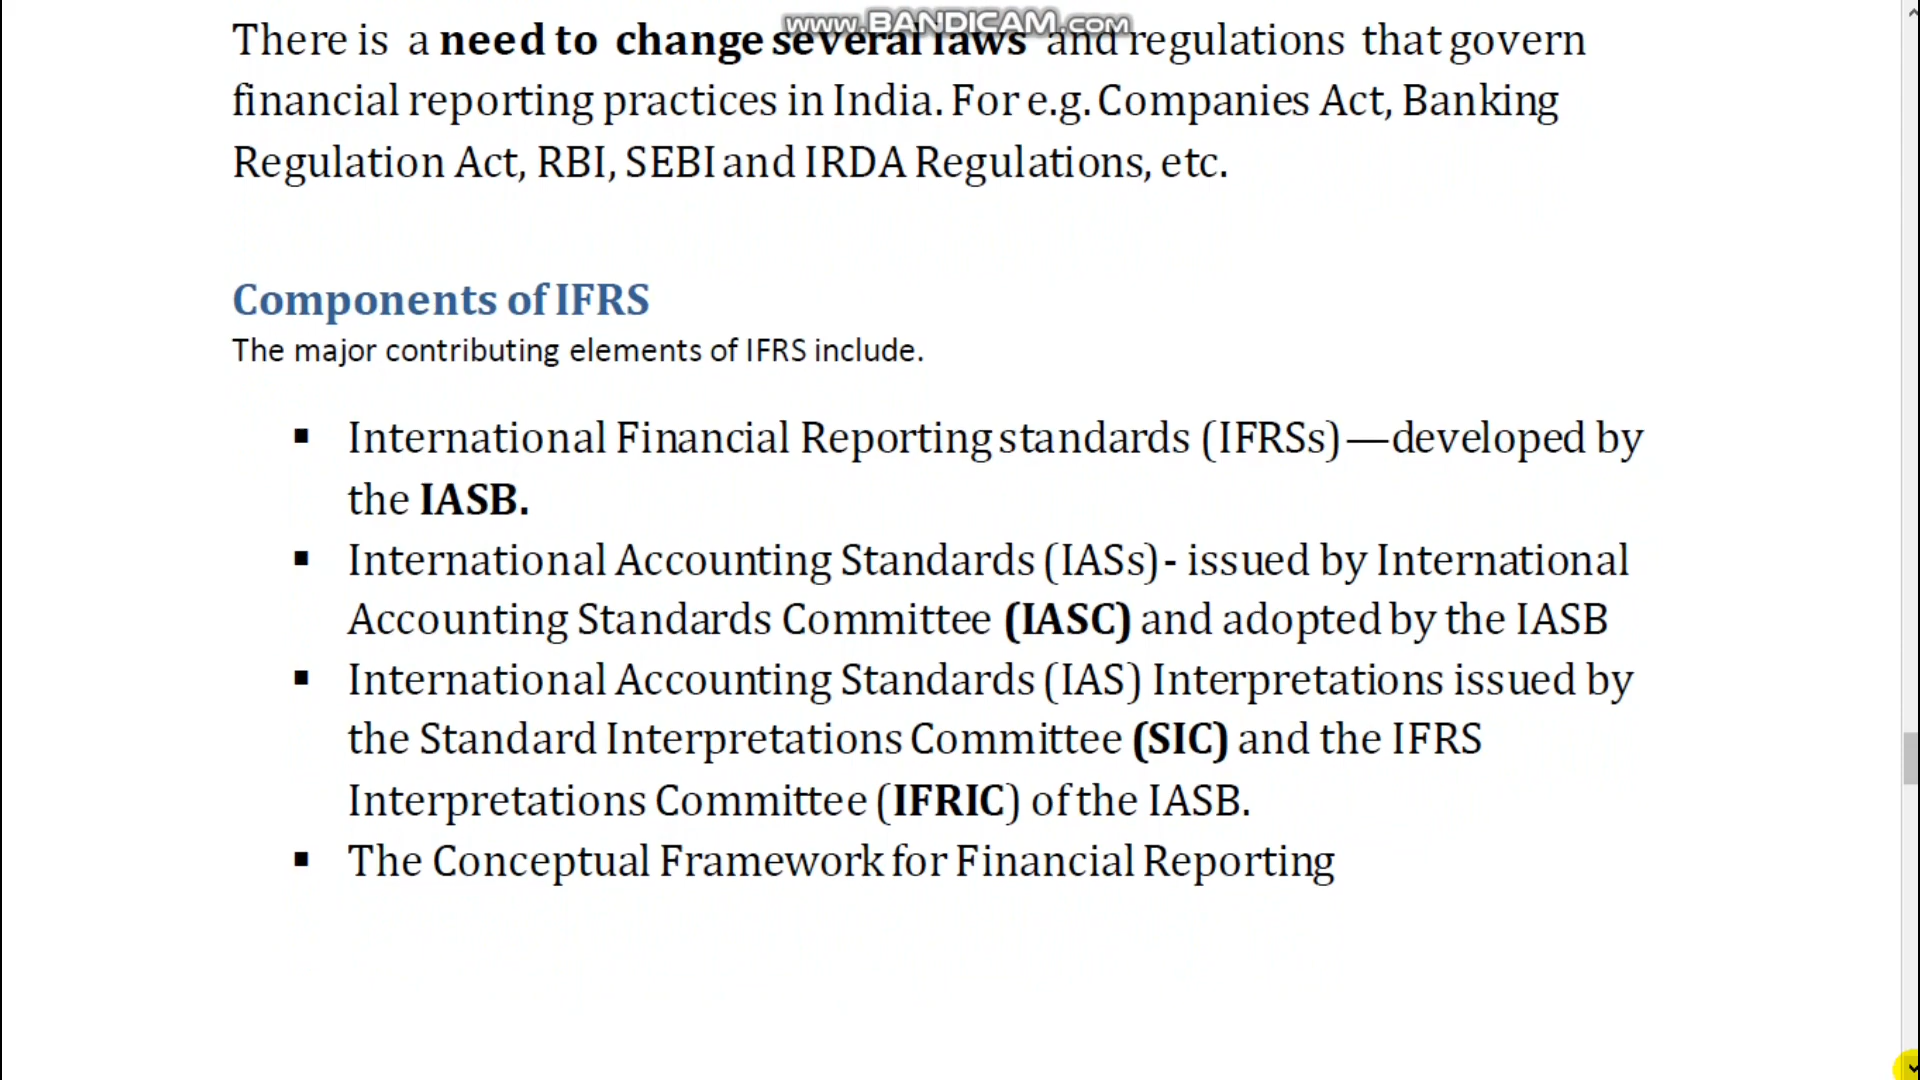 www.BANDICAM.com
There is a need to change several laws and regulations that govern
financial reporting practices in India. For e.g. Companies Act, Banking
Regulation Act, RBI, SEBI and IRDA Regulations, etc.
Components of IFRS
The major contributing elements of IFRS include.
▪ International Financial Reporting standards (IFRSs)—developed by
the IASB.
▪ International Accounting Standards (IASs)- issued by International
Accounting Standards Committee (IASC) and adopted by the IASB
▪ International Accounting Standards (IAS) Interpretations issued by
the Standard Interpretations Committee (SIC) and the IFRS
Interpretations Committee (IFRIC) of the IASB.
▪ The Conceptual Framework for Financial Reporting